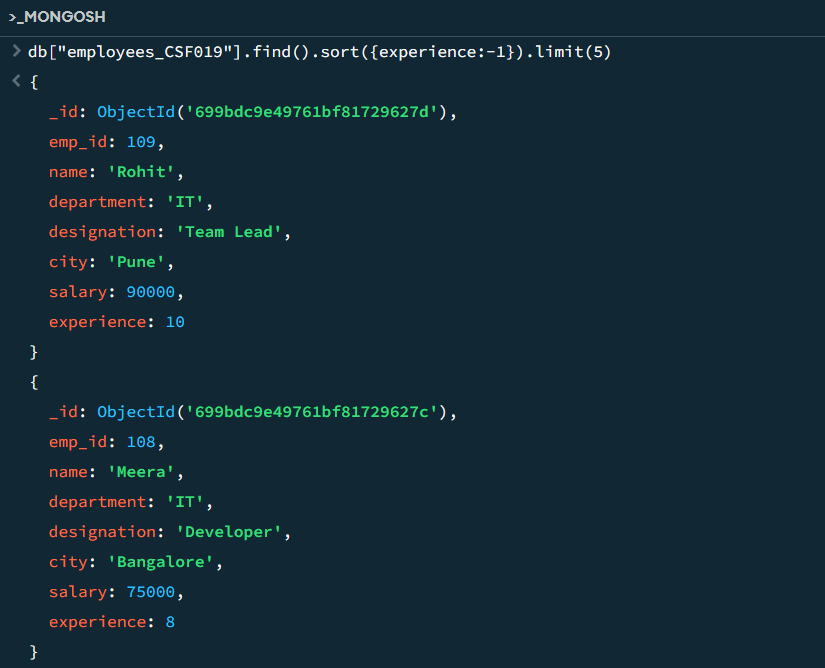 >_MONGOSH
> db["employees_CSF019"].find().sort({experience:-1}).limit(5)
< {
_id: ObjectId('699bdc9e49761bf81729627d'),
emp_id: 109,
name: 'Rohit',
department: 'IT',
designation: 'Team Lead',
city: 'Pune',
salary: 90000,
experience: 10
}
{
_id: ObjectId('699bdc9e49761bf81729627c'),
emp_id: 108,
name: 'Meera',
department: 'IT',
designation: 'Developer',
city: 'Bangalore',
salary: 75000,
experience: 8
}